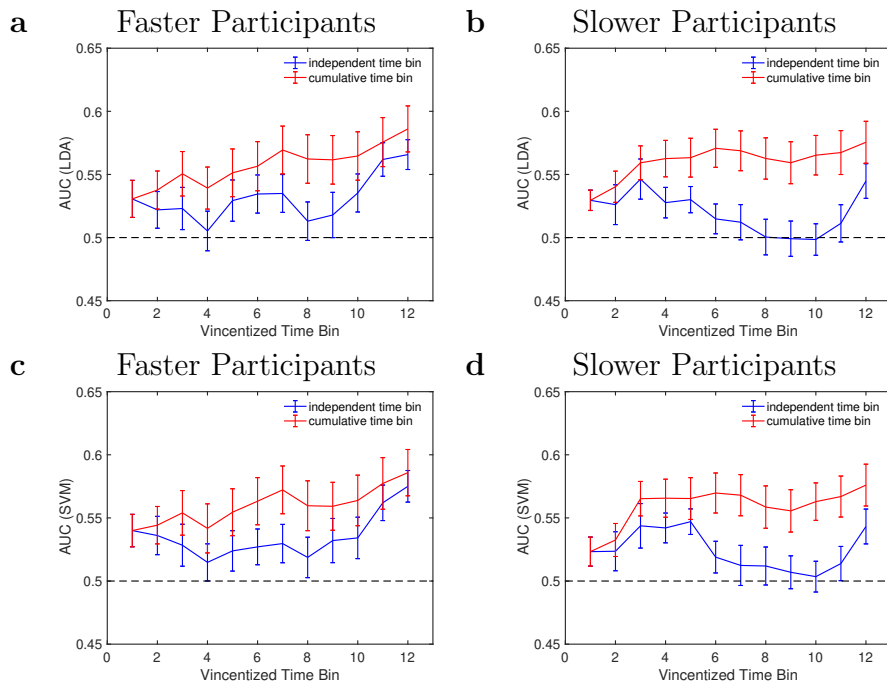 a Faster Participants
0.65
0.6
0.55
0.5
0.45
AUC (LDA)
independent time bin
cumulative time bin
0 2 4 6 8 10 12
Vincentized Time Bin
b Slower Participants
0.65
0.6
0.55
0.5
0.45
AUC (LDA)
independent time bin
cumulative time bin
0 2 4 6 8 10 12
Vincentized Time Bin
c Faster Participants
0.65
0.6
0.55
0.5
0.45
AUC (SVM)
independent time bin
cumulative time bin
0 2 4 6 8 10 12
Vincentized Time Bin
d Slower Participants
0.65
0.6
0.55
0.5
0.45
AUC (SVM)
independent time bin
cumulative time bin
0 2 4 6 8 10 12
Vincentized Time Bin